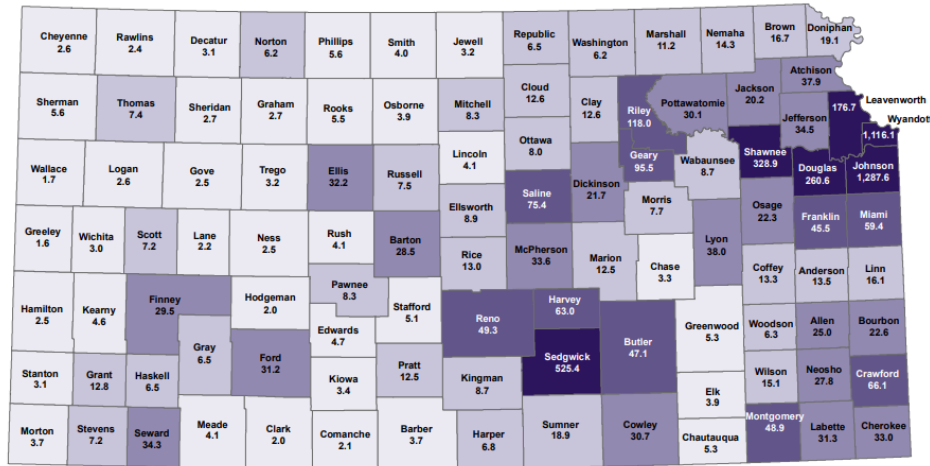 Cheyenne
2.6
Rawlins
2.4
Decatur
3.1
Norton
6.2
Phillips
5.6
Smith
4.0
Jewell
3.2
Republic
6.5
Washington
6.2
Marshall
11.2
Nemaha
14.3
Brown
16.7
Doniphan
19.1
Sherman
5.6
Thomas
7.4
Sheridan
2.7
Graham
2.7
Rooks
5.5
Osborne
3.9
Mitchell
8.3
Cloud
12.6
Clay
12.6
Riley
118.0
Pottawatomie
30.1
Jackson
20.2
Atchison
37.9
Jefferson
34.5
176.7
Leavenworth
Wyandott
1,116.1
Wallace
1.7
Logan
2.6
Gove
2.5
Trego
3.2
Ellis
32.2
Russell
7.5
Lincoln
4.1
Ottawa
8.0
Saline
75.4
Dickinson
21.7
Geary
95.5
Wabaunsee
8.7
Shawnee
328.9
Douglas
260.6
Johnson
1,287.6
Ellsworth
8.9
Morris
7.7
Osage
22.3
Franklin
45.5
Miami
59.4
Greeley
1.6
Wichita
3.0
Scott
7.2
Lane
2.2
Ness
2.5
Rush
4.1
Barton
28.5
Rice
13.0
McPherson
33.6
Marion
12.5
Chase
3.3
Lyon
38.0
Coffey
13.3
Anderson
13.5
Linn
16.1
Hamilton
2.5
Kearny
4.6
Finney
29.5
Hodgeman
2.0
Pawnee
8.3
Stafford
5.1
Edwards
4.7
Reno
49.3
Harvey
63.0
Butler
47.1
Greenwood
5.3
Woodson
6.3
Allen
25.0
Bourbon
22.6
Gray
6.5
Ford
31.2
Sedgwick
525.4
Stanton
3.1
Grant
12.8
Haskell
6.5
Kiowa
3.4
Pratt
12.5
Kingman
8.7
Elk
3.9
Wilson
15.1
Neosho
27.8
Crawford
66.1
Morton
3.7
Stevens
7.2
Seward
34.3
Meade
4.1
Clark
2.0
Comanche
2.1
Barber
3.7
Harper
6.8
Sumner
18.9
Cowley
30.7
Chautauqua
5.3
Montgomery
48.9
Labette
31.3
Cherokee
33.0